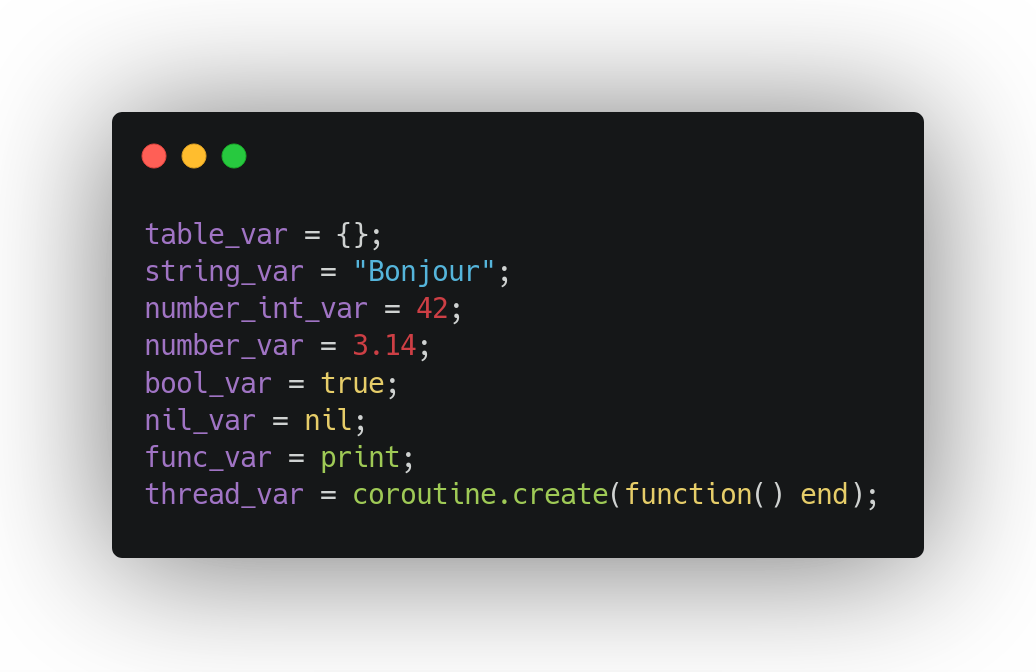 table_var = {};
string_var = "Bonjour";
number_int_var = 42;
number_var = 3.14;
bool_var = true;
nil_var = nil;
func_var = print;
thread_var = coroutine.create(function() end);